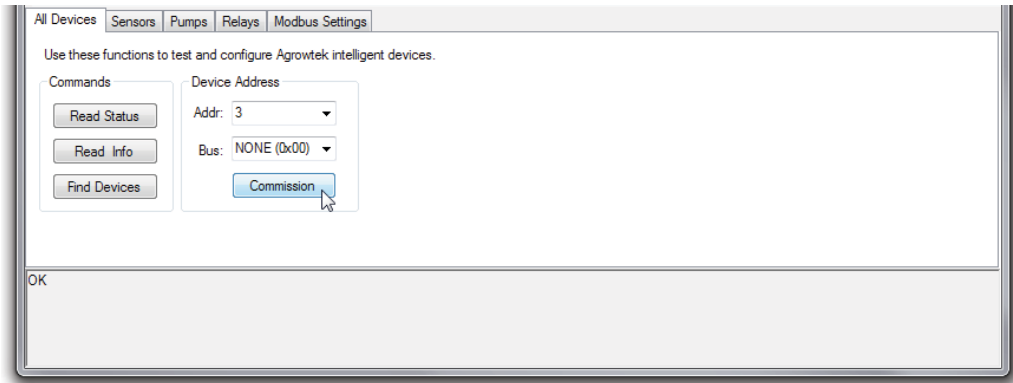 All Devices Sensors Pumps Relays Modbus Settings
Use these functions to test and configure Agrowtek intelligent devices.
Commands
Read Status
Read Info
Find Devices
Device Address
Addr: 3
Bus: NONE (0x00)
Commission
OK